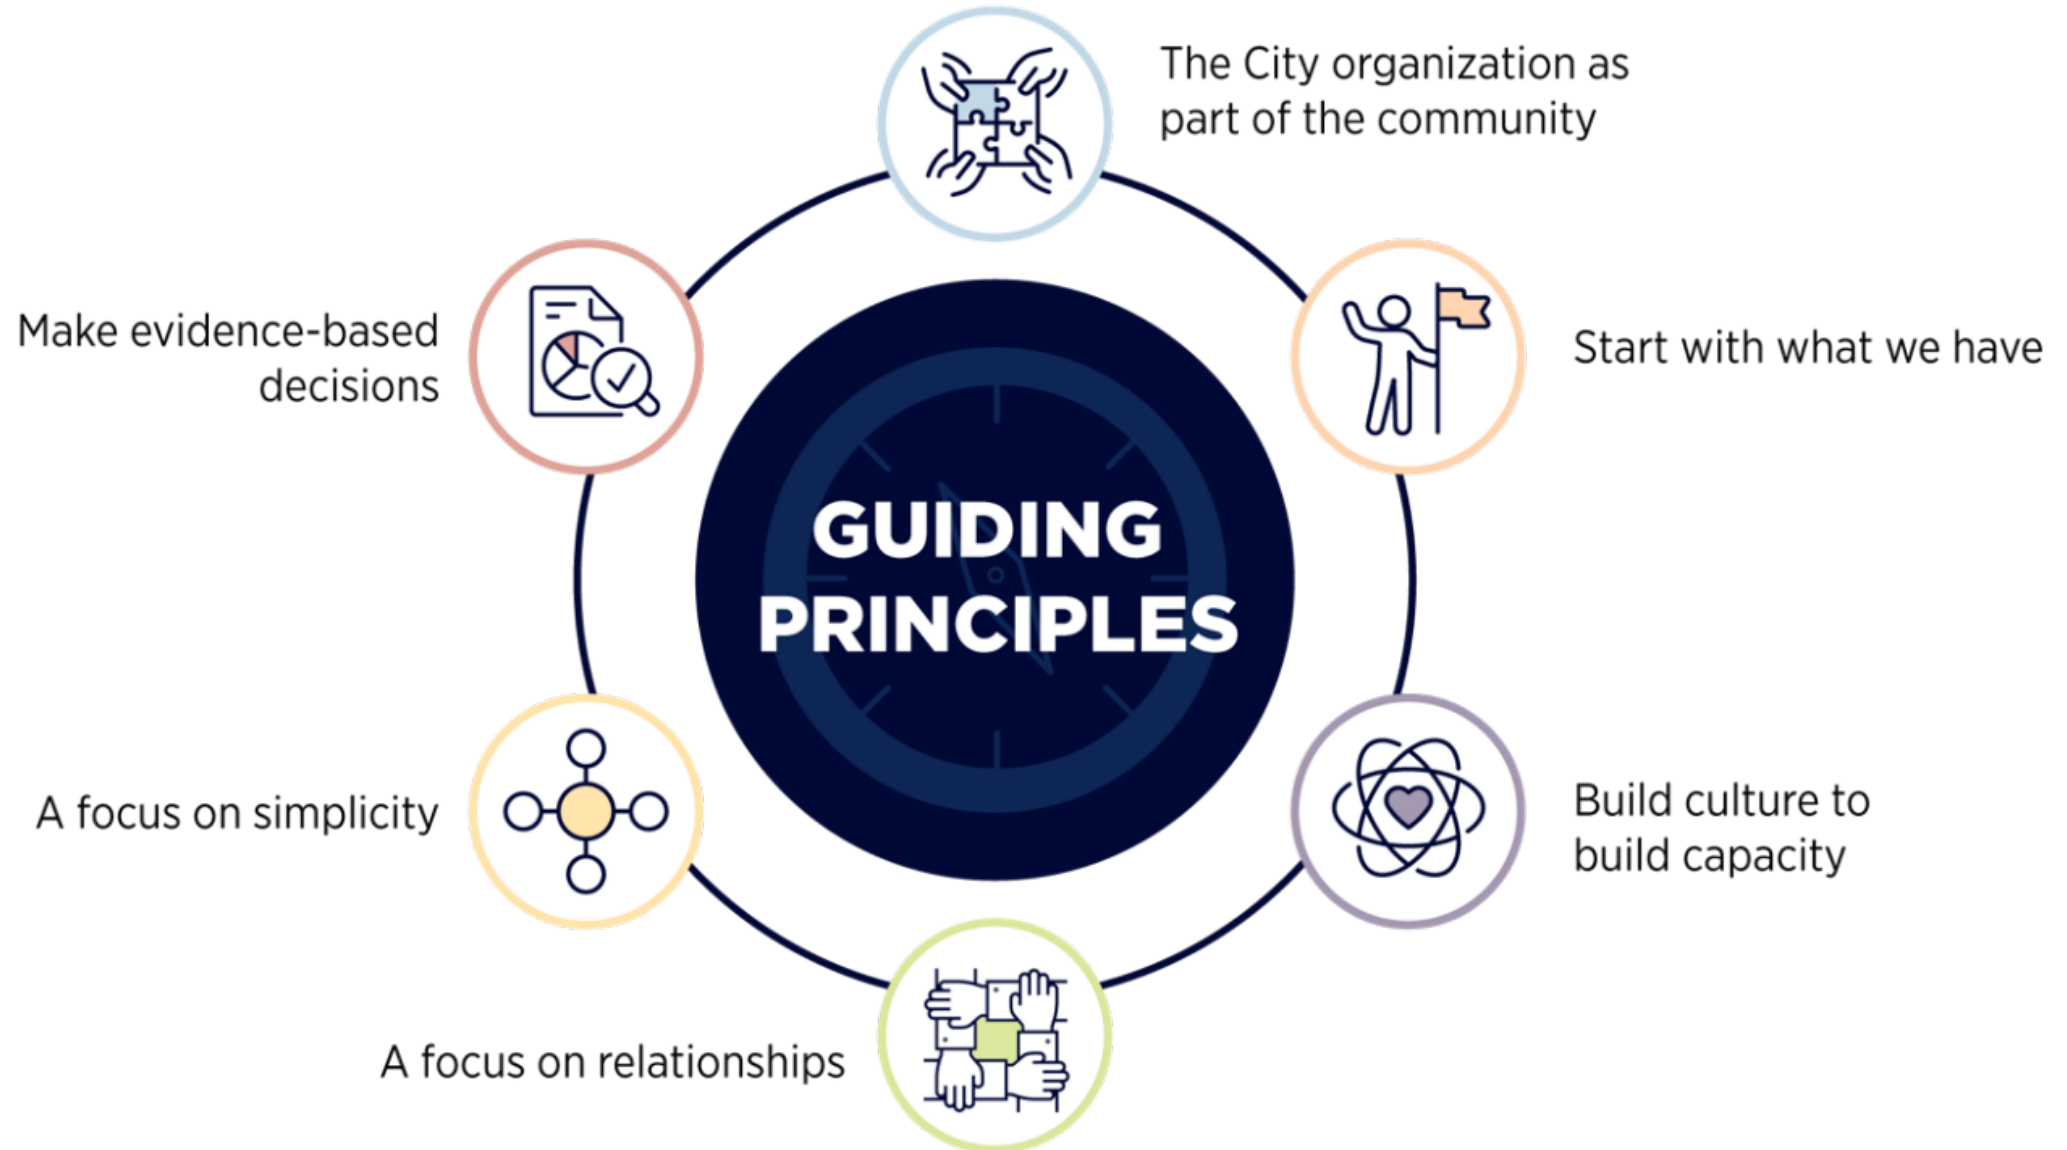 The City organization as
part of the community
Make evidence-based
decisions
Start with what we have
GUIDING
PRINCIPLES
A focus on simplicity
Build culture to
build capacity
A focus on relationships